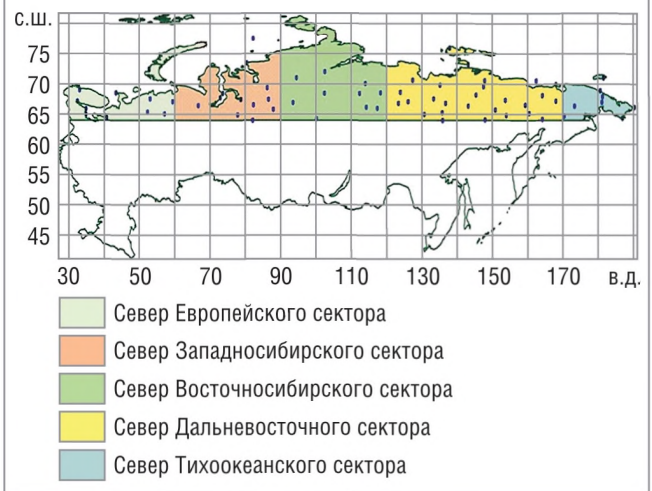 с.ш.
75
70
65
60
55
50
45
30 50 70 90 110 130 150 170 в.д.
Север Европейского сектора
Север Западносибирского сектора
Север Восточносибирского сектора
Север Дальневосточного сектора
Север Тихоокеанского сектора